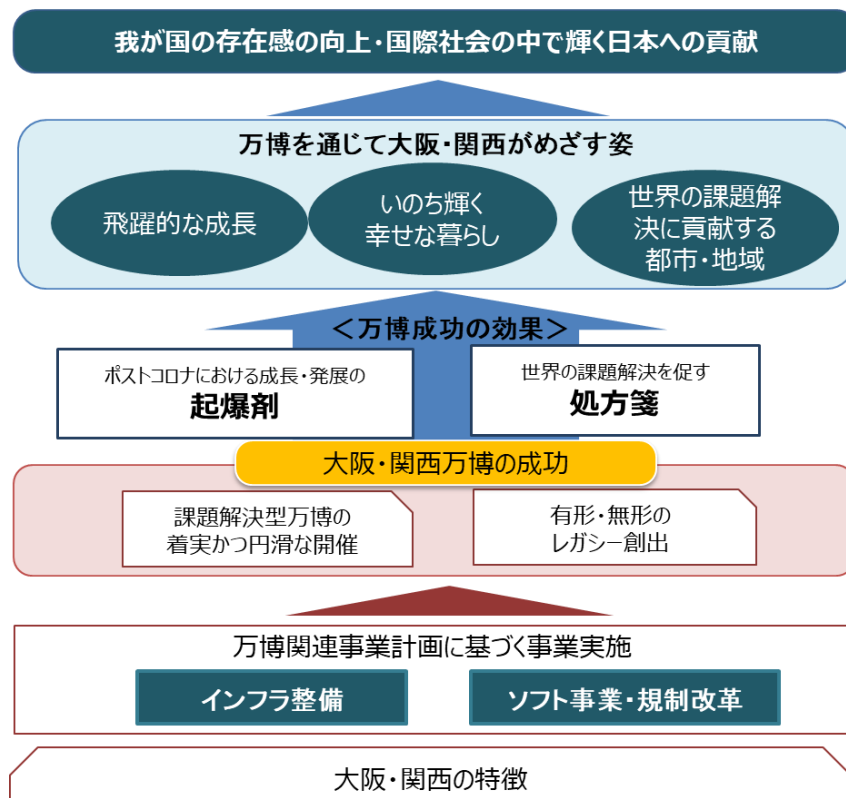 我が国の存在感の向上・国際社会の中で輝く日本への貢献
万博を通じて大阪・関西がめざす姿
飛躍的な成長
いのち輝く
幸せな暮らし
世界の課題解
決に貢献する
都市・地域
＜万博成功の効果＞
ポストコロナにおける成長・発展の
起爆剤
世界の課題解決を促す
処方箋
大阪・関西万博の成功
課題解決型万博の
着実かつ円滑な開催
有形・無形の
レガシー創出
万博関連事業計画に基づく事業実施
インフラ整備
ソフト事業・規制改革
大阪・関西の特徴